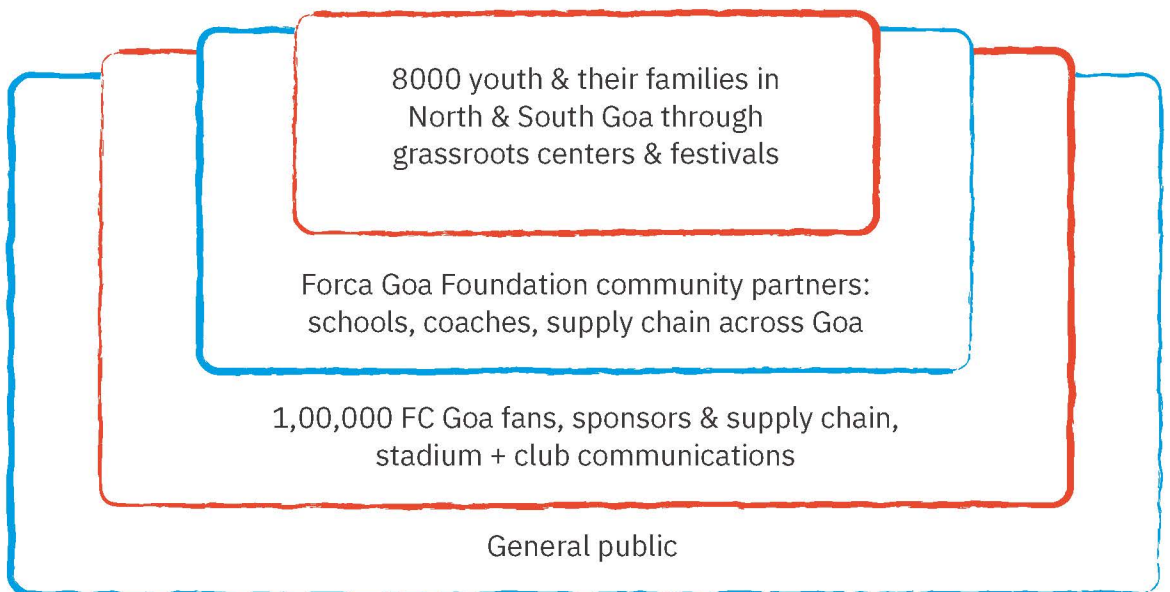 8000 youth & their families in
North & South Goa through
grassroots centers & festivals
Forca Goa Foundation community partners:
schools, coaches, supply chain across Goa
1,00,000 FC Goa fans, sponsors & supply chain,
stadium + club communications
General public